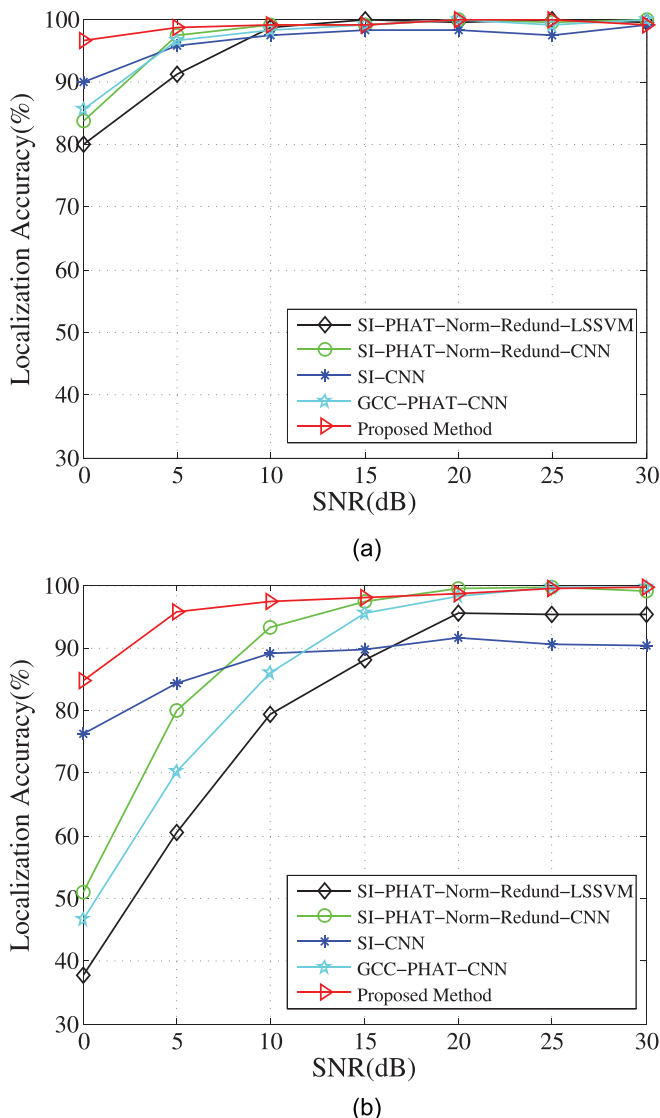 100
90
80
70
60
50
40
30
Localization Accuracy(%)
SI-PHAT-Norm-Redund-LSSVM
SI-PHAT-Norm-Redund-CNN
SI-CNN
GCC-PHAT-CNN
Proposed Method
0 5 10 15 20 25 30
SNR(dB)
(a)
100
90
80
70
60
50
40
30
Localization Accuracy(%)
SI-PHAT-Norm-Redund-LSSVM
SI-PHAT-Norm-Redund-CNN
SI-CNN
GCC-PHAT-CNN
Proposed Method
0 5 10 15 20 25 30
SNR(dB)
(b)